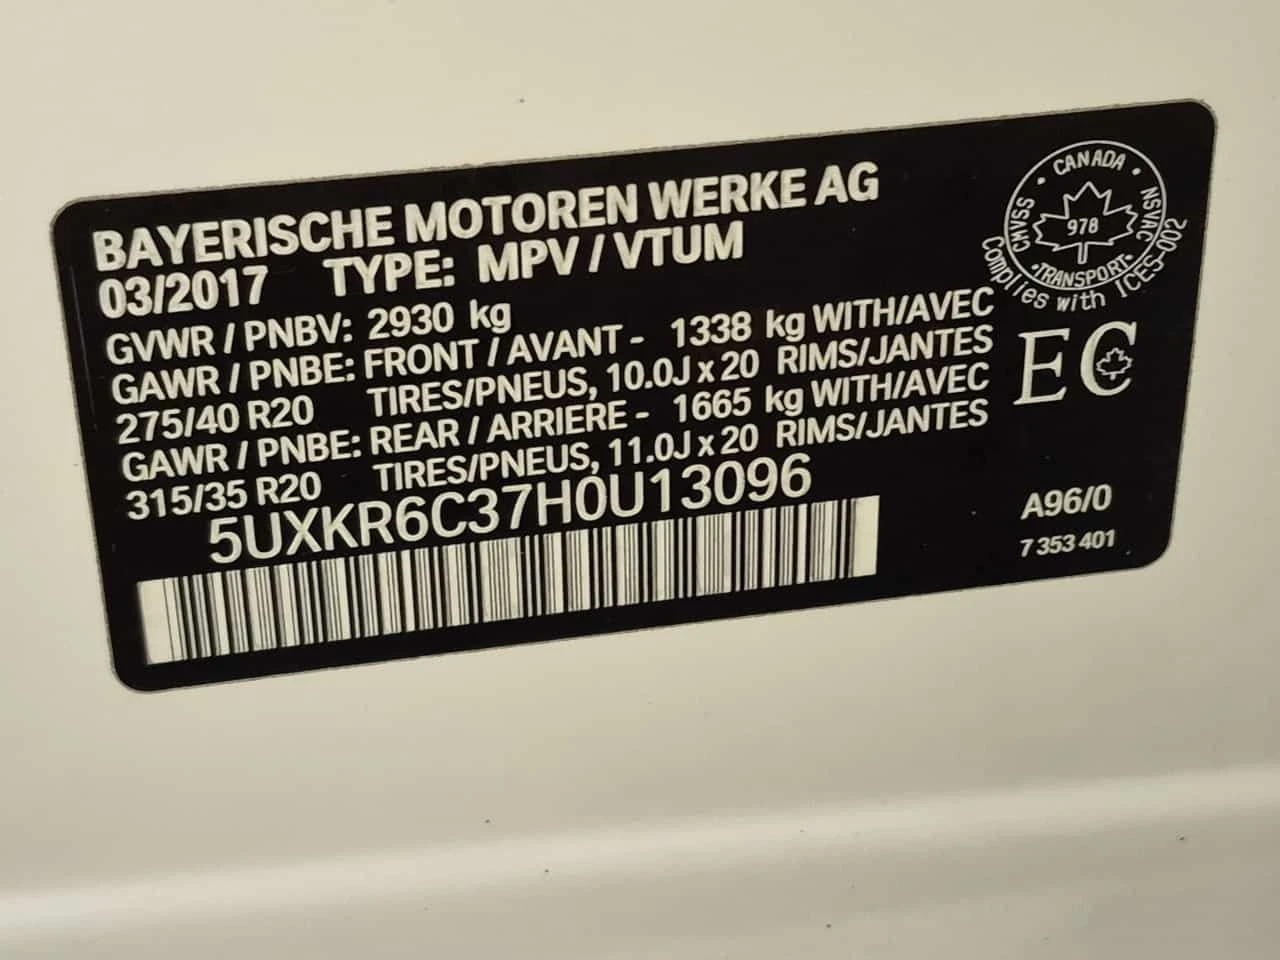 BAYERISCHE MOTOREN WERKE AG
03/2017 TYPE: MPV / VTUM
GVWR / PNBV: 2930 kg
GAWR / PNBE: FRONT / AVANT - 1338 kg WITH/AVEC
275/40 R20 TIRES/PNEUS, 10.0J x 20 RIMS/JANTES
GAWR / PNBE: REAR / ARRIERE - 1665 kg WITH/AVEC
315/35 R20 TIRES/PNEUS, 11.0J x 20 RIMS/JANTES
5UXKR6C37H0U13096
CANADA
CMVSS
978
NSVAC
TRANSPORT
Complies with ICES-002
EC
A96/0
7 353 401